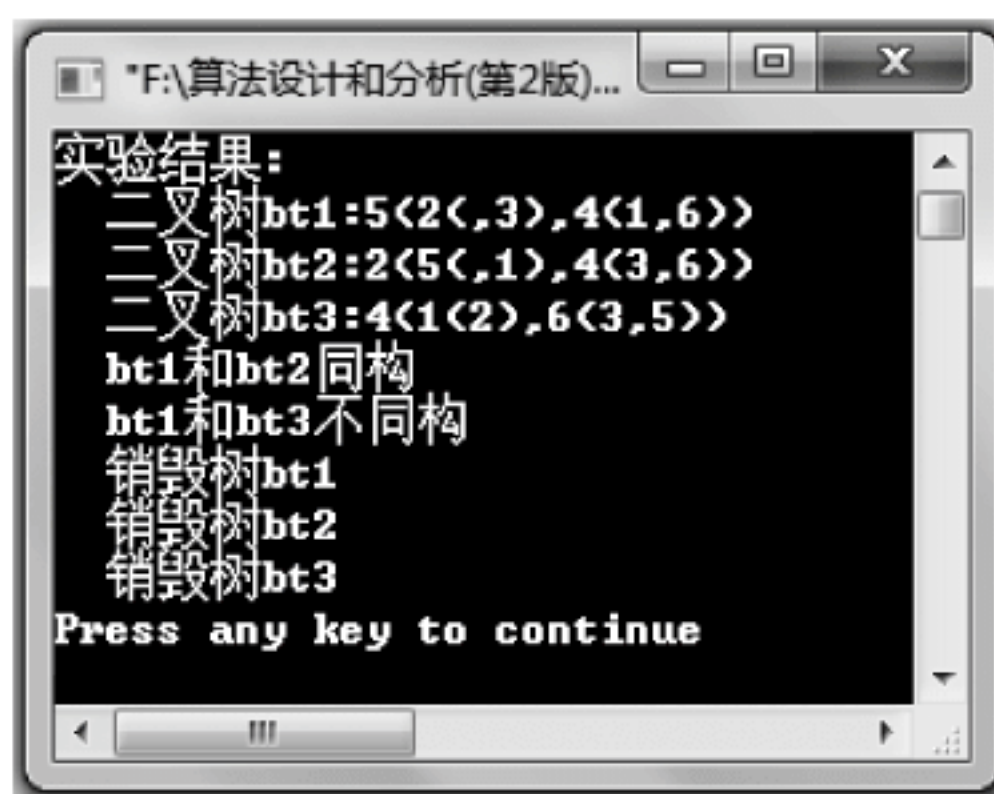 "F:\算法设计和分析(第2版)...
实验结果:
二叉树bt1:5(2(,3),4(1,6))
二叉树bt2:2(5(,1),4(3,6))
二叉树bt3:4(1(2),6(3,5))
bt1和bt2同构
bt1和bt3不同构
销毁树bt1
销毁树bt2
销毁树bt3
Press any key to continue